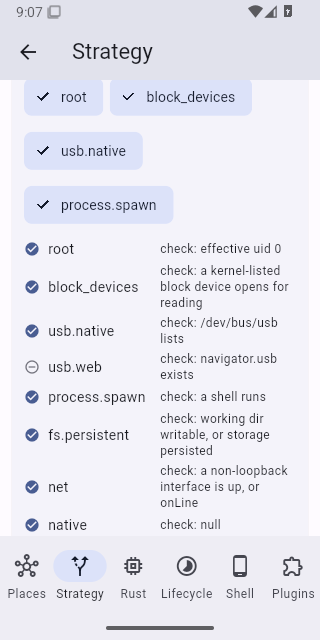 9:07
Strategy
root block_devices
usb.native
process.spawn
root check: effective uid 0
block_devices check: a kernel-listed
block device opens for
reading
usb.native check: /dev/bus/usb
lists
usb.web check: navigator.usb
exists
process.spawn check: a shell runs
fs.persistent check: working dir
writable, or storage
persisted
net check: a non-loopback
interface is up, or
onLine
native check: null
Places Strategy Rust Lifecycle Shell Plugins